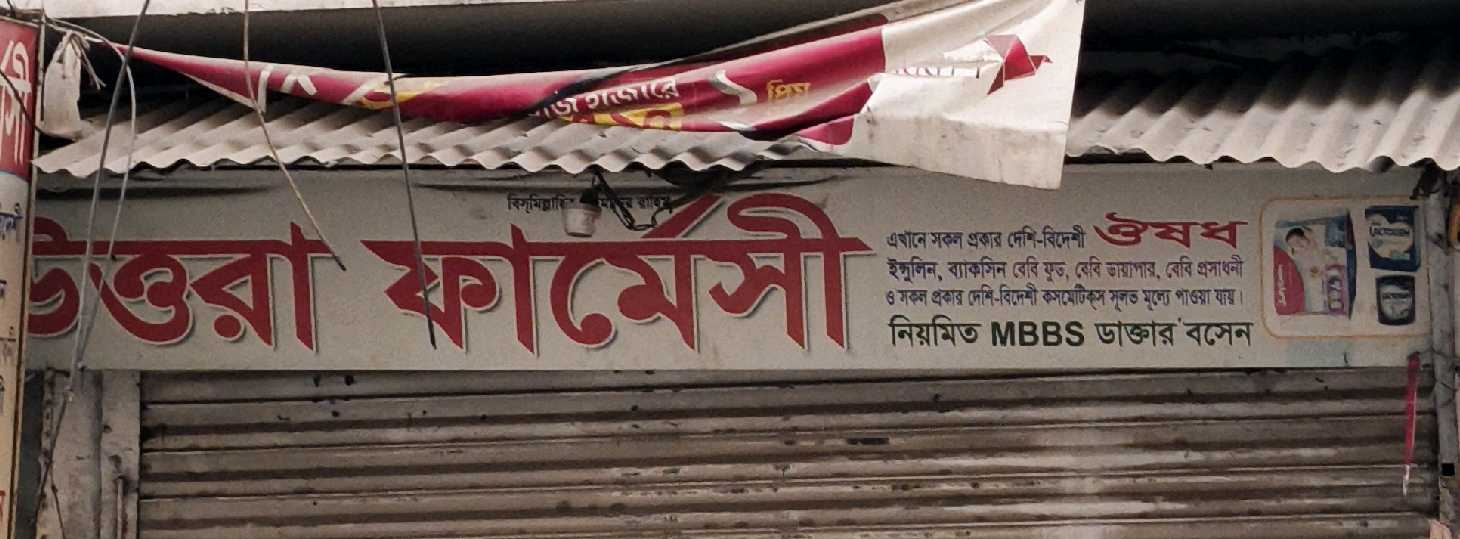 হাজারে
প্রিয়
বিস্‌মিল্লাহির রাহিম
উত্তরা ফার্মেসী
এখানে সকল প্রকার দেশি-বিদেশী ঔষধ
ইন্সুলিন, ব্যাকসিন বেবি ফুড, বেবি ডায়াপার, বেবি প্রসাধনী
ও সকল প্রকার দেশি-বিদেশী কসমেটিক্স সুলভ মূল্যে পাওয়া যায়।
নিয়মিত MBBS ডাক্তার বসেন